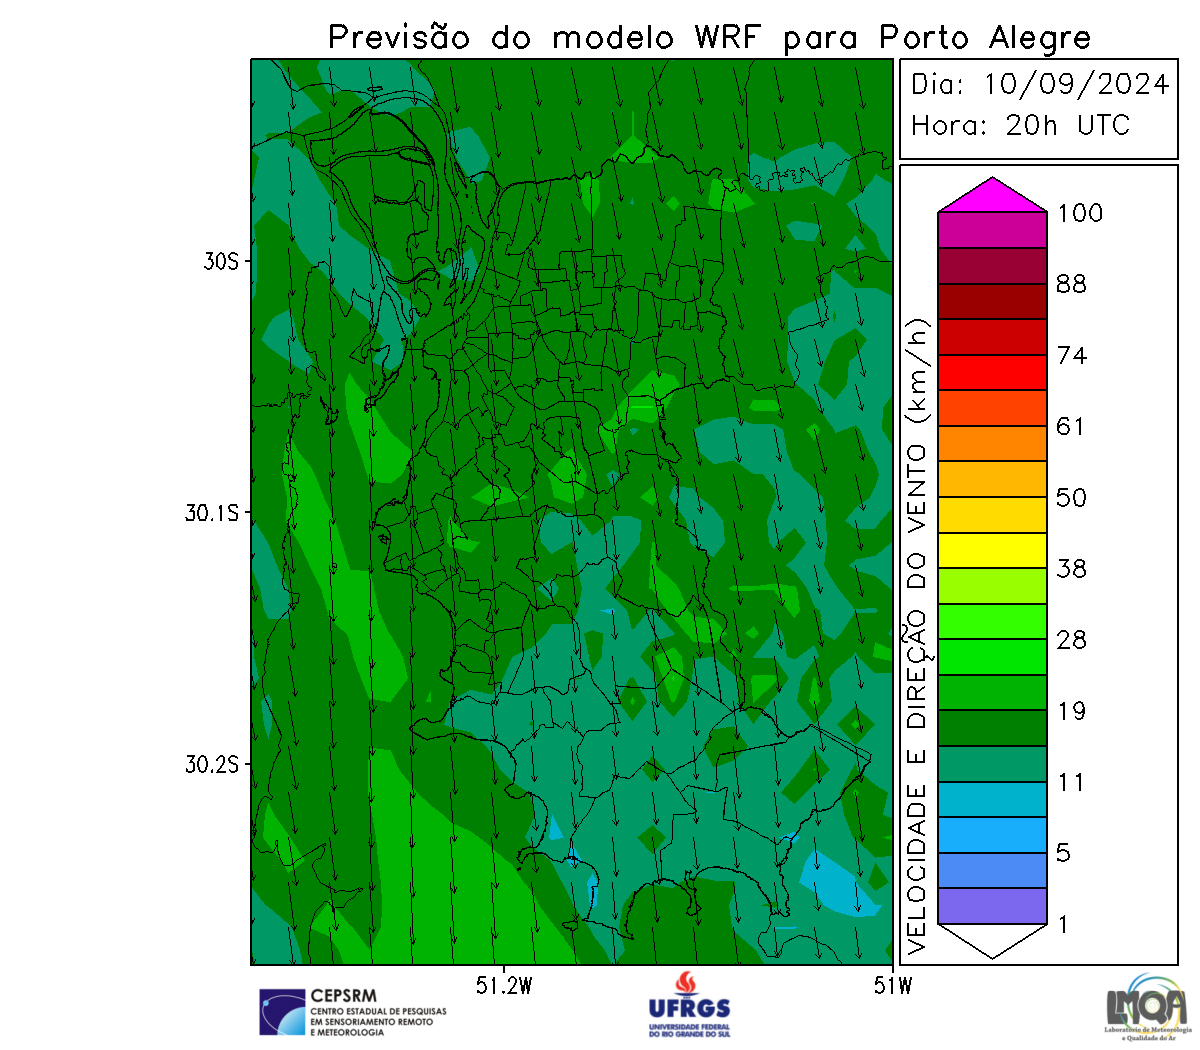 Previsão do modelo WRF para Porto Alegre
Dia: 10/09/2024
Hora: 20h UTC
30S
30.1S
30.2S
51.2W
51W
VELOCIDADE E DIREÇÃO DO VENTO (km/h)
100
88
74
61
50
38
28
19
11
5
1
CEPSRM
CENTRO ESTADUAL DE PESQUISAS
EM SENSORIAMENTO REMOTO
E METEOROLOGIA
UFRGS
UNIVERSIDADE FEDERAL
DO RIO GRANDE DO SUL
LMQA
Laboratório de Meteorologia
e Qualidade do Ar